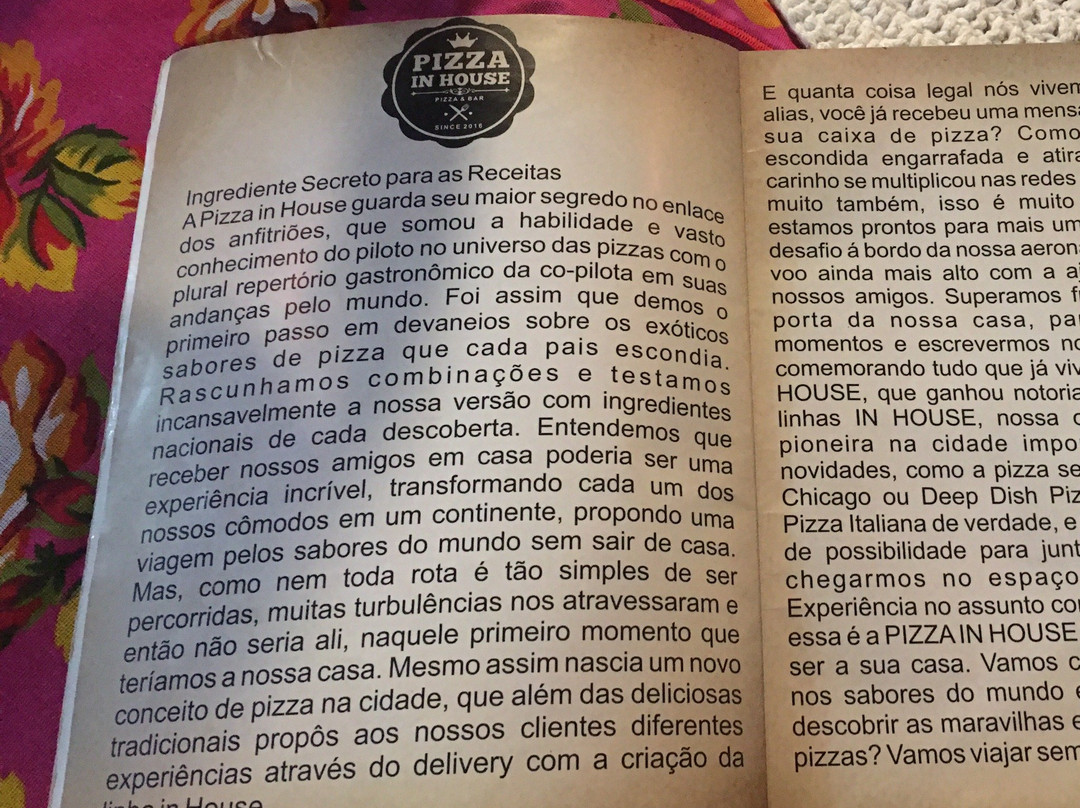 PIZZA
IN HOUSE
PIZZA & BAR
SINCE 2016
Ingrediente Secreto para as Receitas
A Pizza in House guarda seu maior segredo no enlace
dos anfitriões, que somou a habilidade e vasto
conhecimento do piloto no universo das pizzas com o
plural repertório gastronômico da co-pilota em suas
andanças pelo mundo. Foi assim que demos o
primeiro passo em devaneios sobre os exóticos
sabores de pizza que cada pais escondia.
Rascunhamos combinações e testamos
incansavelmente a nossa versão com ingredientes
nacionais de cada descoberta. Entendemos que
receber nossos amigos em casa poderia ser uma
experiência incrível, transformando cada um dos
nossos cômodos em um continente, propondo uma
viagem pelos sabores do mundo sem sair de casa.
Mas, como nem toda rota é tão simples de ser
percorridas, muitas turbulências nos atravessaram e
então não seria ali, naquele primeiro momento que
teríamos a nossa casa. Mesmo assim nascia um novo
conceito de pizza na cidade, que além das deliciosas
tradicionais propôs aos nossos clientes diferentes
experiências através do delivery com a criação da
linha in House
E quanta coisa legal nós
alias, você já recebeu uma
sua caixa de pizza? Como
escondida engarrafada e
carinho se multiplicou nas redes
muito também, isso é muito
estamos prontos para mais
desafio á bordo da nossa
voo ainda mais alto com a
nossos amigos. Superamos
porta da nossa casa,
momentos e escrevermos
comemorando tudo que já
HOUSE, que ganhou
linhas IN HOUSE, nossa
pioneira na cidade
novidades, como a pizza
Chicago ou Deep Dish
Pizza Italiana de verdade, e
de possibilidade para
chegarmos no espaço
Experiência no assunto
essa é a PIZZA IN HOUSE
ser a sua casa. Vamos
nos sabores do mundo
descobrir as maravilhas
pizzas? Vamos viajar